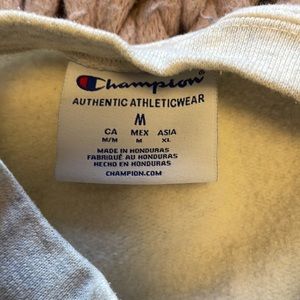 Champion
AUTHENTIC ATHLETICWEAR
M
CA MEX ASIA
M/M M XL
MADE IN HONDURAS
FABRIQUÉ AU HONDURAS
HECHO EN HONDURAS
CHAMPION.COM